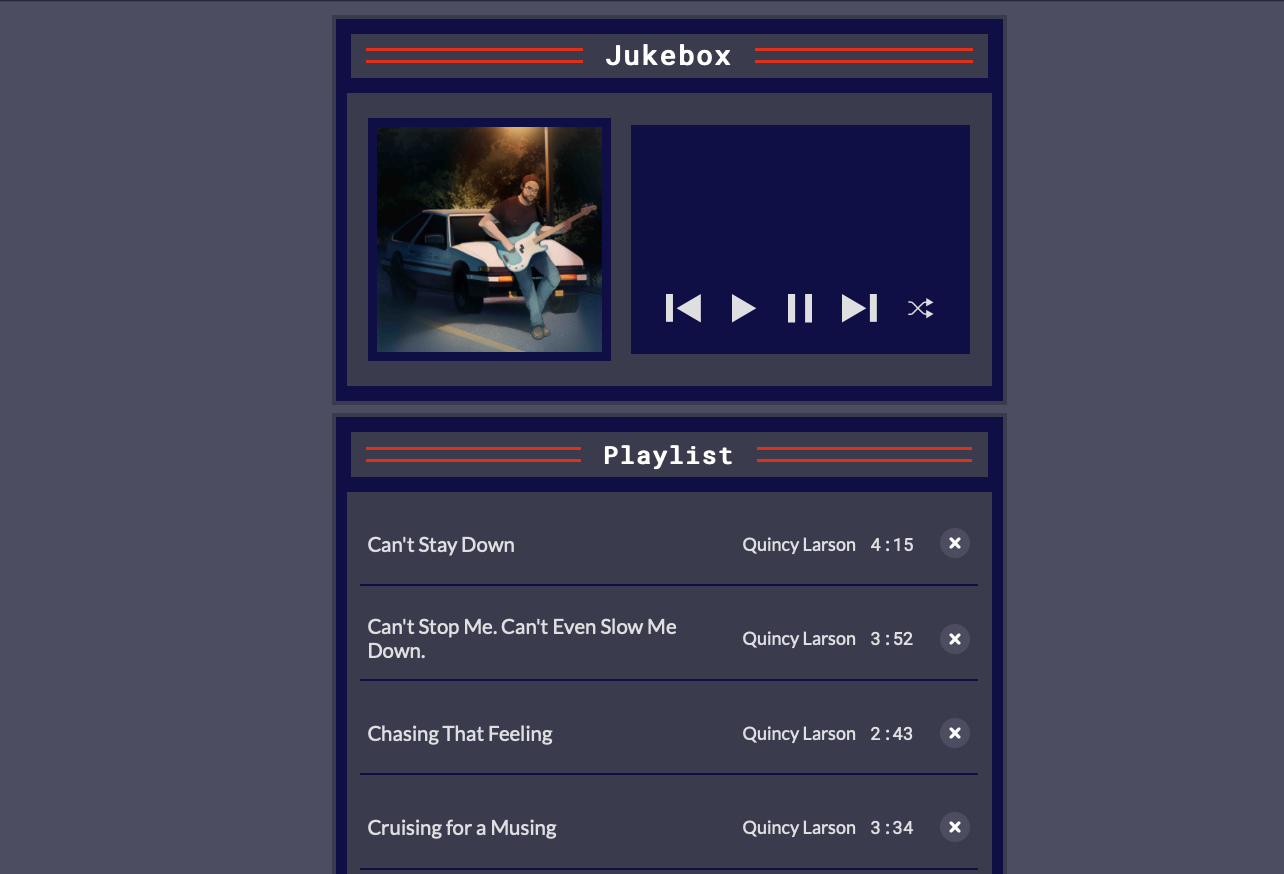 Jukebox
Playlist
Can't Stay Down Quincy Larson 4:15
Can't Stop Me. Can't Even Slow Me
Down. Quincy Larson 3:52
Chasing That Feeling Quincy Larson 2:43
Cruising for a Musing Quincy Larson 3:34